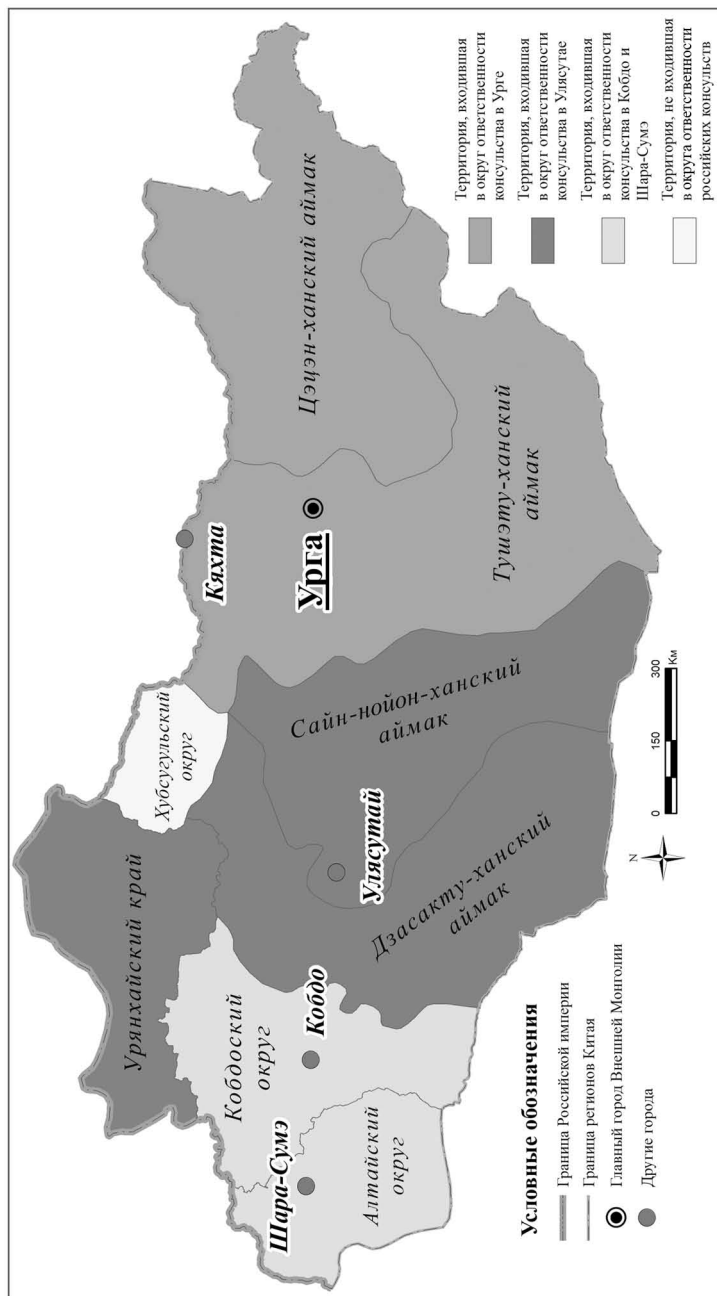 Урянхайский край
Хубсугульский
округ
Кяхта
Цэцэн-ханский аймак
Шара-Сумэ
Кобдоский
округ
Кобдо
Алтайский
округ
Улясутай
Дзасакту-ханский
аймак
Сайн-нойон-ханский
аймак
Урга
Тушэту-ханский
аймак
Условные обозначения
Граница Российской империи
Граница регионов Китая
Главный город Внешней Монголии
Другие города
N
0 150 300
Км
Территория, входившая
в округ ответственности
консульства в Урге
Территория, входившая
в округ ответственности
консульства в Улясутае
Территория, входившая
в округ ответственности
консульства в Кобдо и
Шара-Сумэ
Территория, не входившая
в округа ответственности
российских консульств